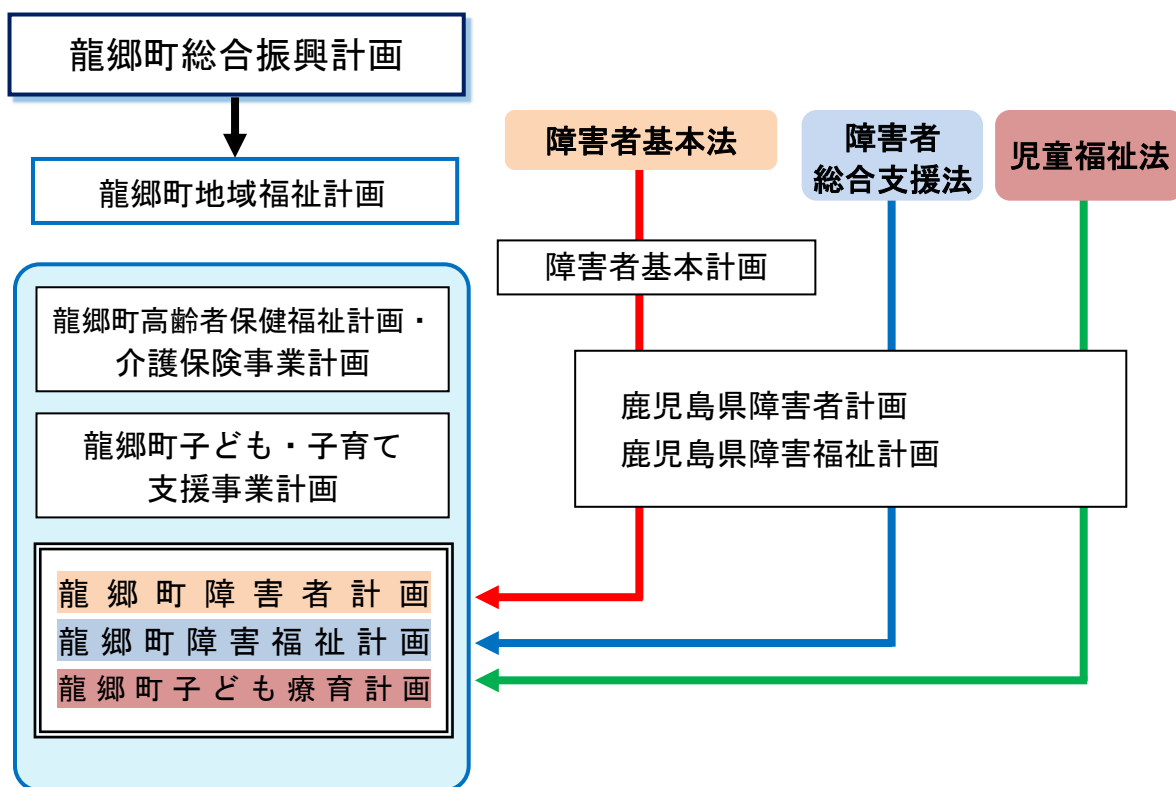 龍郷町総合振興計画
龍郷町地域福祉計画
龍郷町高齢者保健福祉計画・
介護保険事業計画
龍郷町子ども・子育て
支援事業計画
龍郷町障害者計画
龍郷町障害福祉計画
龍郷町子ども療育計画
障害者基本法
障害者
総合支援法
児童福祉法
障害者基本計画
鹿児島県障害者計画
鹿児島県障害福祉計画